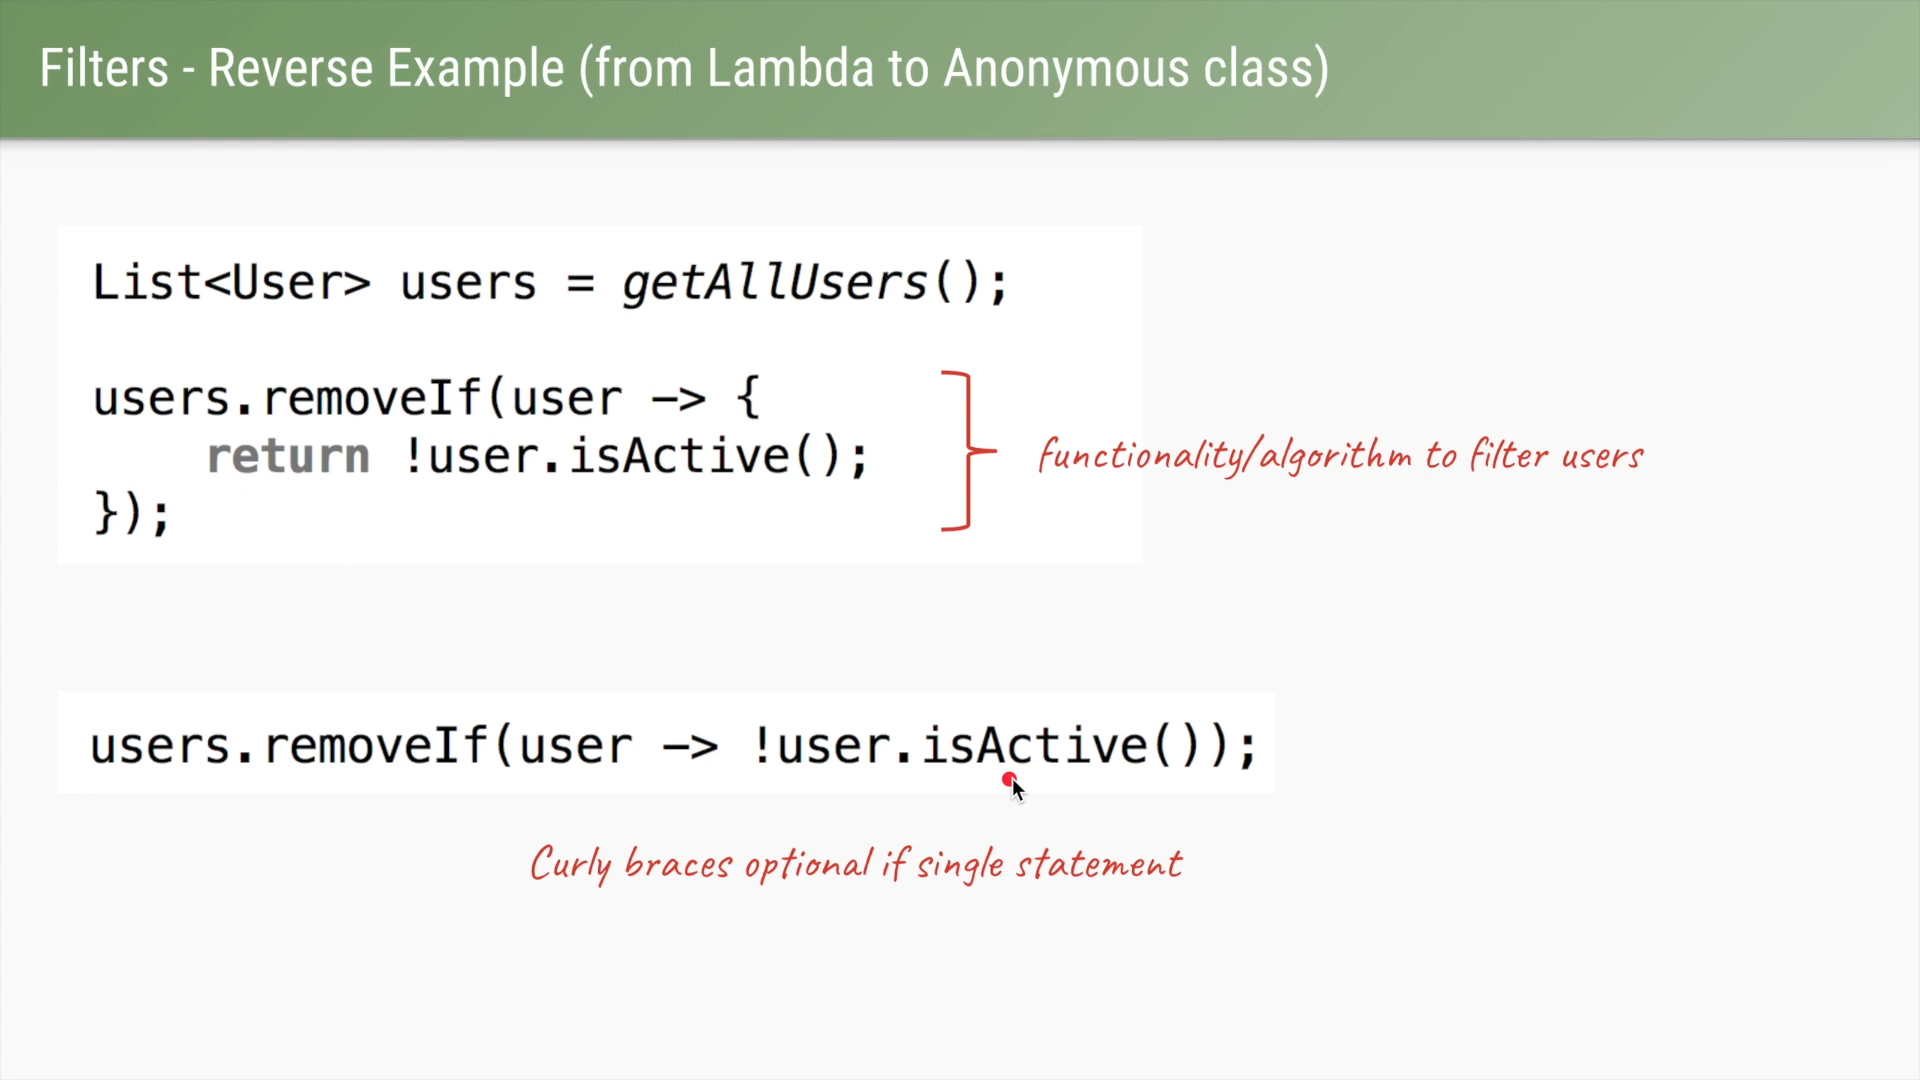 Filters - Reverse Example (from Lambda to Anonymous class)
List<User> users = getAllUsers();
users.removeIf(user -> {
    return !user.isActive();
});
functionality/algorithm to filter users
users.removeIf(user -> !user.isActive());
Curly braces optional if single statement